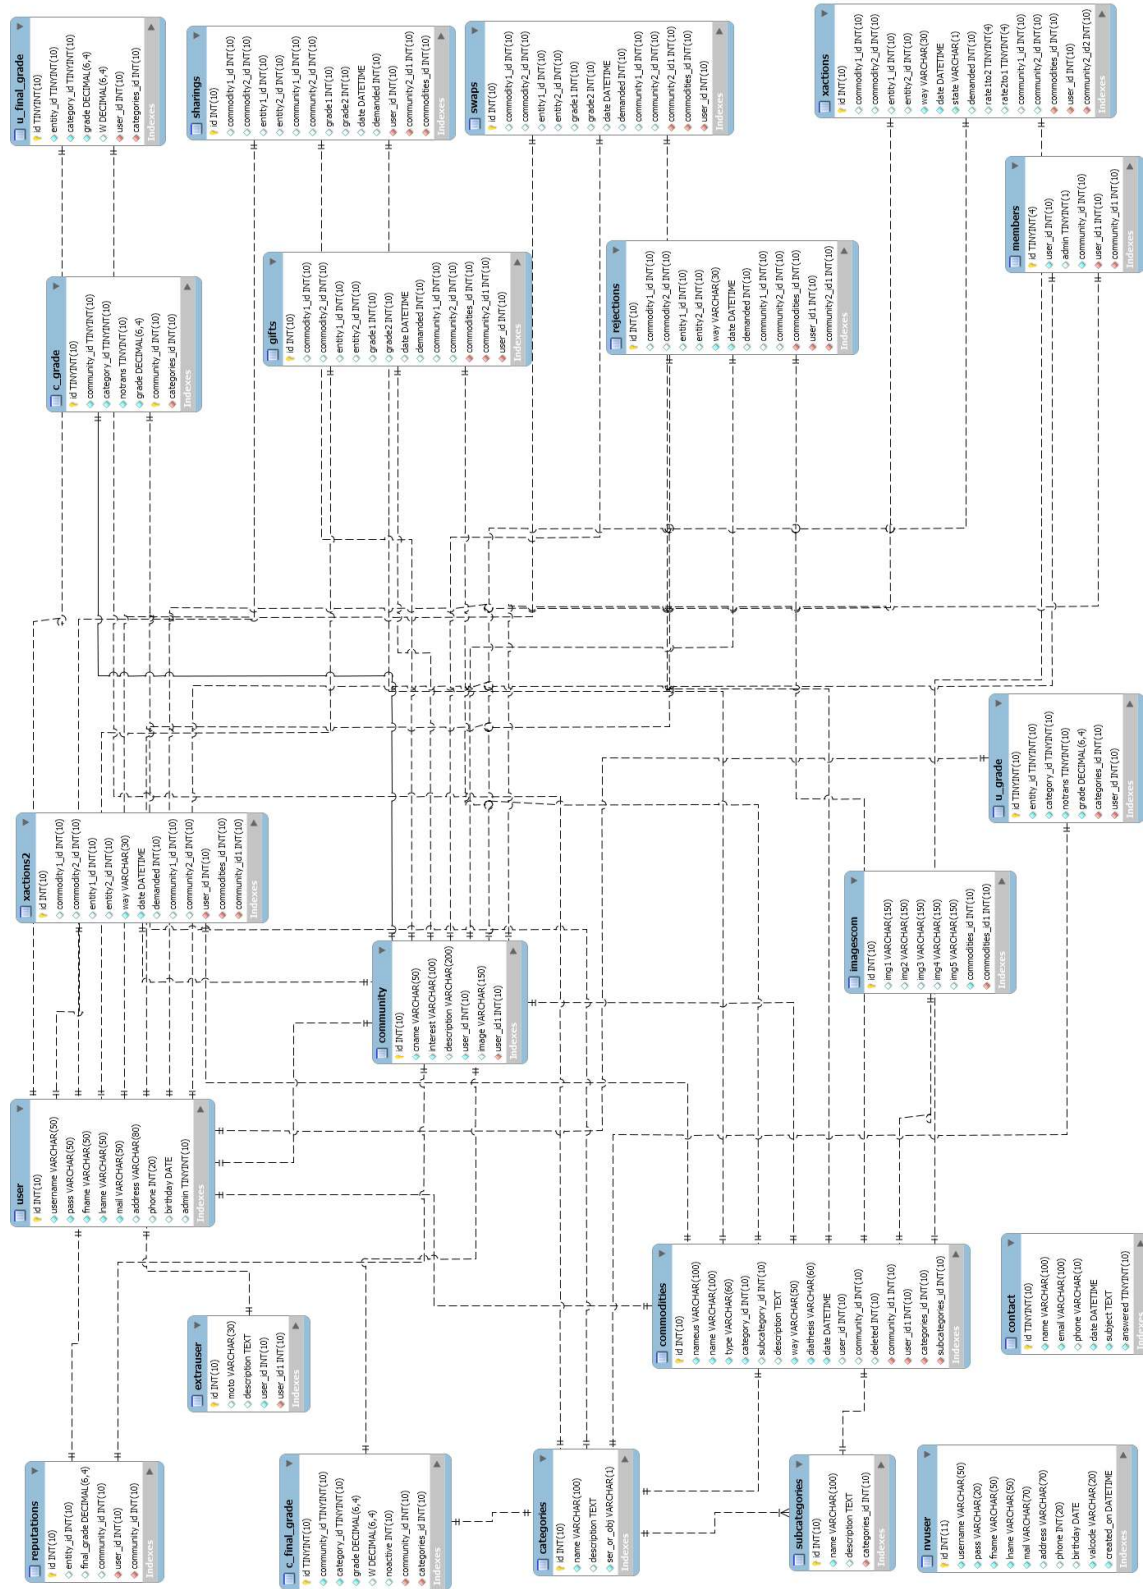 reputations
id INT(10)
entity_id INT(10)
final_grade DECIMAL(6,4)
community_id INT(10)
user_id INT(10)
community_id1 INT(10)
Indexes
user
id INT(10)
username VARCHAR(50)
pass VARCHAR(50)
fname VARCHAR(50)
lname VARCHAR(50)
mail VARCHAR(50)
address VARCHAR(80)
phone INT(20)
birthday DATE
admin TINYINT(10)
Indexes
xactions2
id INT(10)
commodity1_id INT(10)
commodity2_id INT(10)
entity1_id INT(10)
entity2_id INT(10)
way VARCHAR(30)
date DATETIME
demanded INT(10)
community1_id INT(10)
community2_id INT(10)
user_id INT(10)
commodities_id INT(10)
community_id1 INT(10)
Indexes
c_grade
id TINYINT(10)
community_id TINYINT(10)
category_id TINYINT(10)
notrans TINYINT(10)
grade DECIMAL(6,4)
community_id INT(10)
categories_id INT(10)
Indexes
u_final_grade
id TINYINT(10)
entity_id TINYINT(10)
category_id TINYINT(10)
grade DECIMAL(6,4)
W DECIMAL(6,4)
user_id INT(10)
categories_id INT(10)
Indexes
extrauser
id INT(10)
moto VARCHAR(30)
description TEXT
user_id INT(10)
user_id1 INT(10)
Indexes
sharings
id INT(10)
commodity1_id INT(10)
commodity2_id INT(10)
entity1_id INT(10)
entity2_id INT(10)
community1_id INT(10)
community2_id INT(10)
grade1 INT(10)
grade2 INT(10)
date DATETIME
demanded INT(10)
user_id INT(10)
community2_id1 INT(10)
commodities_id INT(10)
Indexes
c_final_grade
id TINYINT(10)
community_id TINYINT(10)
category_id TINYINT(10)
grade DECIMAL(6,4)
W DECIMAL(6,4)
noactive INT(10)
community_id INT(10)
categories_id INT(10)
Indexes
community
id INT(10)
cname VARCHAR(50)
interest VARCHAR(100)
description VARCHAR(200)
user_id INT(10)
image VARCHAR(150)
user_id1 INT(10)
Indexes
gifts
id INT(10)
commodity1_id INT(10)
commodity2_id INT(10)
entity1_id INT(10)
entity2_id INT(10)
grade1 INT(10)
grade2 INT(10)
date DATETIME
demanded INT(10)
community1_id INT(10)
community2_id INT(10)
commodities_id INT(10)
community2_id1 INT(10)
user_id INT(10)
Indexes
swaps
id INT(10)
commodity1_id INT(10)
commodity2_id INT(10)
entity1_id INT(10)
entity2_id INT(10)
grade1 INT(10)
grade2 INT(10)
date DATETIME
demanded INT(10)
community1_id INT(10)
community2_id INT(10)
community2_id1 INT(10)
commodities_id INT(10)
user_id INT(10)
Indexes
categories
id INT(10)
name VARCHAR(100)
description TEXT
ser_or_obj VARCHAR(1)
Indexes
commodities
id INT(10)
nameus VARCHAR(100)
name VARCHAR(100)
type VARCHAR(60)
category_id INT(10)
subcategory_id INT(10)
description TEXT
way VARCHAR(50)
diathesis VARCHAR(60)
date DATETIME
user_id INT(10)
community_id INT(10)
deleted INT(10)
community_id1 INT(10)
user_id1 INT(10)
categories_id INT(10)
subcategories_id INT(10)
Indexes
rejections
id INT(10)
commodity1_id INT(10)
commodity2_id INT(10)
entity1_id INT(10)
entity2_id INT(10)
way VARCHAR(30)
date DATETIME
demanded INT(10)
community1_id INT(10)
community2_id INT(10)
commodities_id INT(10)
user_id1 INT(10)
community2_id1 INT(10)
Indexes
subcategories
id INT(10)
name VARCHAR(100)
description TEXT
categories_id INT(10)
Indexes
imagescom
id INT(10)
img1 VARCHAR(150)
img2 VARCHAR(150)
img3 VARCHAR(150)
img4 VARCHAR(150)
img5 VARCHAR(150)
commodities_id INT(10)
commodities_id1 INT(10)
Indexes
xactions
id INT(10)
commodity1_id INT(10)
commodity2_id INT(10)
entity1_id INT(10)
entity2_id INT(10)
way VARCHAR(30)
date DATETIME
state VARCHAR(1)
demanded INT(10)
rate1to2 TINYINT(4)
rate2to1 TINYINT(4)
community1_id INT(10)
community2_id INT(10)
commodities_id INT(10)
user_id INT(10)
community2_id2 INT(10)
Indexes
nvuser
id INT(11)
username VARCHAR(50)
pass VARCHAR(20)
fname VARCHAR(50)
lname VARCHAR(50)
mail VARCHAR(70)
address VARCHAR(70)
phone INT(20)
birthday DATE
valcode VARCHAR(20)
created_on DATETIME
Indexes
contact
id TINYINT(10)
name VARCHAR(100)
email VARCHAR(100)
phone VARCHAR(10)
date DATETIME
subject TEXT
answered TINYINT(10)
Indexes
u_grade
id TINYINT(10)
entity_id TINYINT(10)
category_id TINYINT(10)
notrans TINYINT(10)
grade DECIMAL(6,4)
categories_id INT(10)
user_id INT(10)
Indexes
members
id TINYINT(4)
user_id INT(10)
admin TINYINT(1)
community_id INT(10)
user_id1 INT(10)
community_id1 INT(10)
Indexes